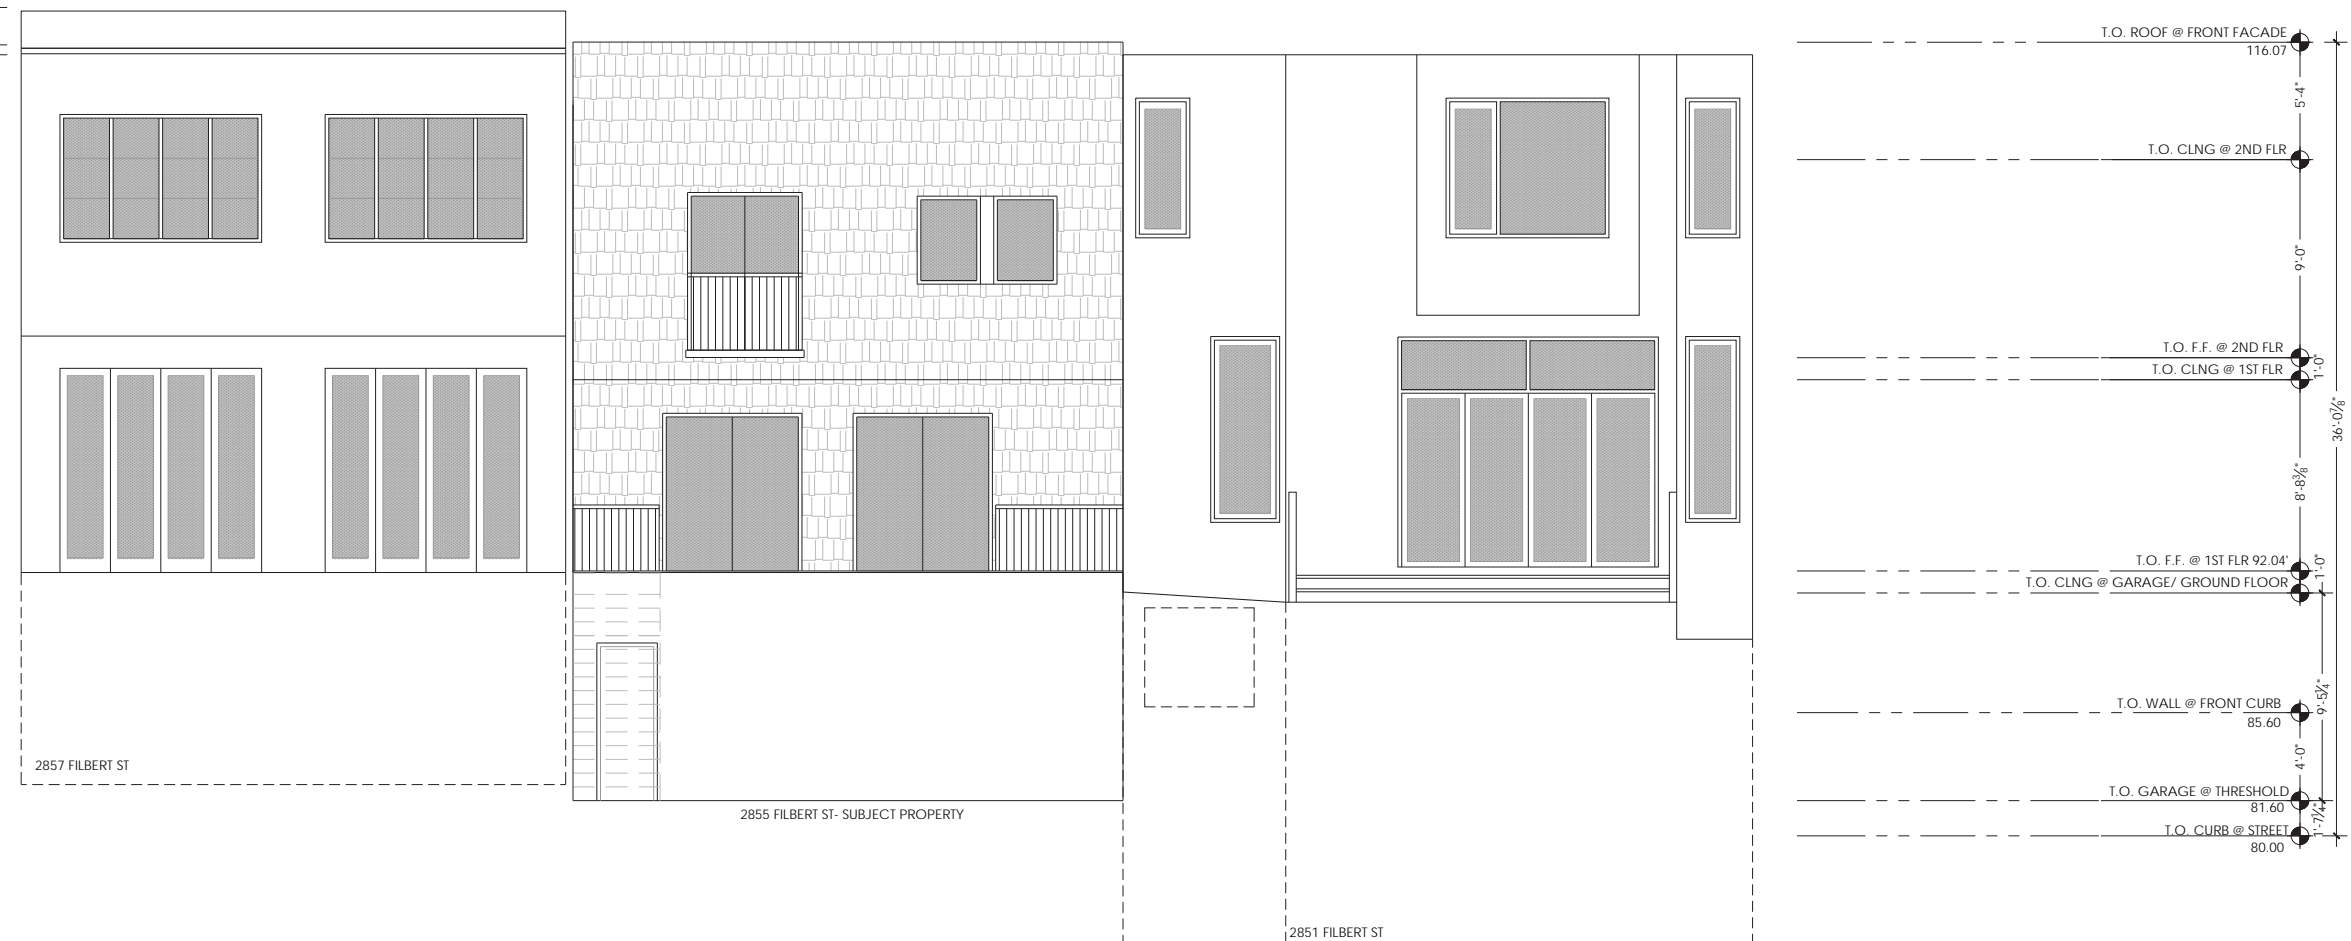 T.O. ROOF @ FRONT FACADE
116.07
5'-4"
T.O. CLNG @ 2ND FLR
9'-0"
T.O. F.F. @ 2ND FLR
1'-0"
T.O. CLNG @ 1ST FLR
36'-0⅞"
8'-8⅜"
T.O. F.F. @ 1ST FLR 92.04'
1'-0"
T.O. CLNG @ GARAGE/ GROUND FLOOR
9'-5¼"
T.O. WALL @ FRONT CURB
85.60
4'-0"
2857 FILBERT ST
T.O. GARAGE @ THRESHOLD
81.60
2855 FILBERT ST- SUBJECT PROPERTY
1'-7¼"
T.O. CURB @ STREET
80.00
2851 FILBERT ST